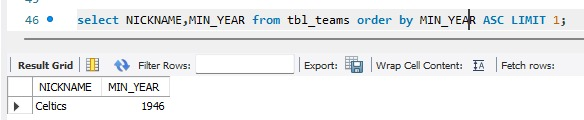 46 select NICKNAME,MIN_YEAR from tbl_teams order by MIN_YEAR ASC LIMIT 1;
Result Grid Filter Rows: Export: Wrap Cell Content: IA Fetch rows:
NICKNAME MIN_YEAR
Celtics 1946